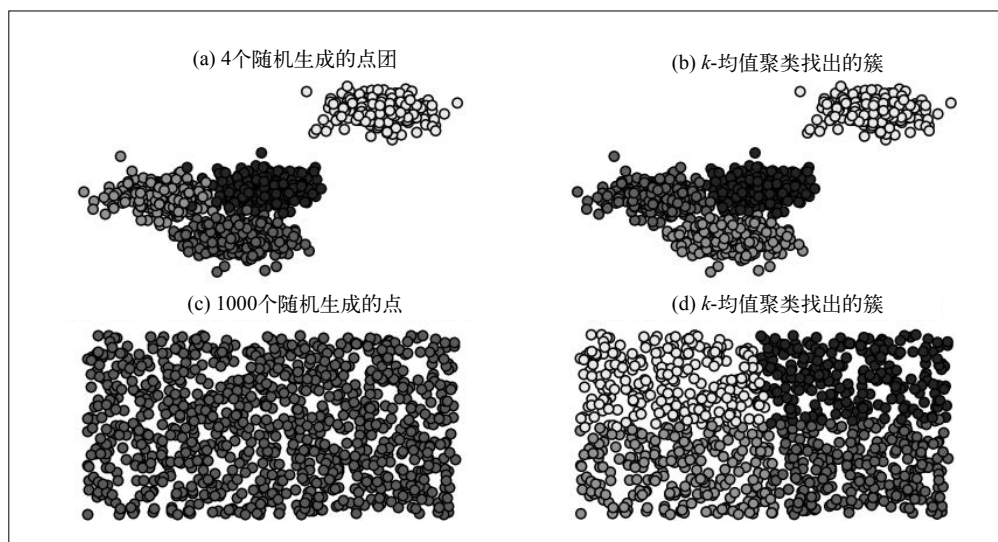 (a) 4个随机生成的点团
(b) k-均值聚类找出的簇
(c) 1000个随机生成的点
(d) k-均值聚类找出的簇